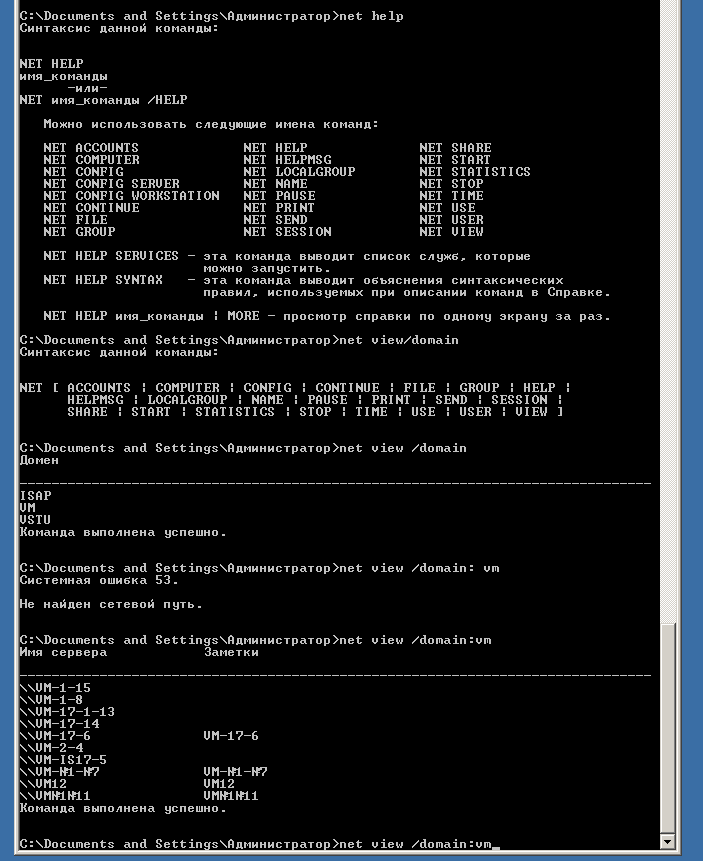 C:\Documents and Settings\Администратор>net help
Синтаксис данной команды:
NET HELP
имя_команды
-или-
NET имя_команды /HELP
Можно использовать следующие имена команд:
NET ACCOUNTS NET HELP NET SHARE
NET COMPUTER NET HELPMSG NET START
NET CONFIG NET LOCALGROUP NET STATISTICS
NET CONFIG SERVER NET NAME NET STOP
NET CONFIG WORKSTATION NET PAUSE NET TIME
NET CONTINUE NET PRINT NET USE
NET FILE NET SEND NET USER
NET GROUP NET SESSION NET VIEW
NET HELP SERVICES – эта команда выводит список служб, которые
можно запустить.
NET HELP SYNTAX – эта команда выводит объяснения синтаксических
правил, используемых при описании команд в Справке.
NET HELP имя_команды ¦ MORE – просмотр справки по одному экрану за раз.
C:\Documents and Settings\Администратор>net view/domain
Синтаксис данной команды:
NET [ ACCOUNTS ¦ COMPUTER ¦ CONFIG ¦ CONTINUE ¦ FILE ¦ GROUP ¦ HELP ¦
HELPMSG ¦ LOCALGROUP ¦ NAME ¦ PAUSE ¦ PRINT ¦ SEND ¦ SESSION ¦
SHARE ¦ START ¦ STATISTICS ¦ STOP ¦ TIME ¦ USE ¦ USER ¦ VIEW ]
C:\Documents and Settings\Администратор>net view /domain
Домен
-------------------------------------------------------------------------------
ISAP
VM
VSTU
Команда выполнена успешно.
C:\Documents and Settings\Администратор>net view /domain: vm
Системная ошибка 53.
Не найден сетевой путь.
C:\Documents and Settings\Администратор>net view /domain:vm
Имя сервера Заметки
-------------------------------------------------------------------------------
\\VM-1-15
\\VM-1-8
\\VM-17-1-13
\\VM-17-14
\\VM-17-6 VM-17-6
\\VM-2-4
\\VM-IS17-5
\\VM-№1-№7 VM-№1-№7
\\VM12 VM12
\\VM№1№11 VM№1№11
Команда выполнена успешно.
C:\Documents and Settings\Администратор>net view /domain:vm_